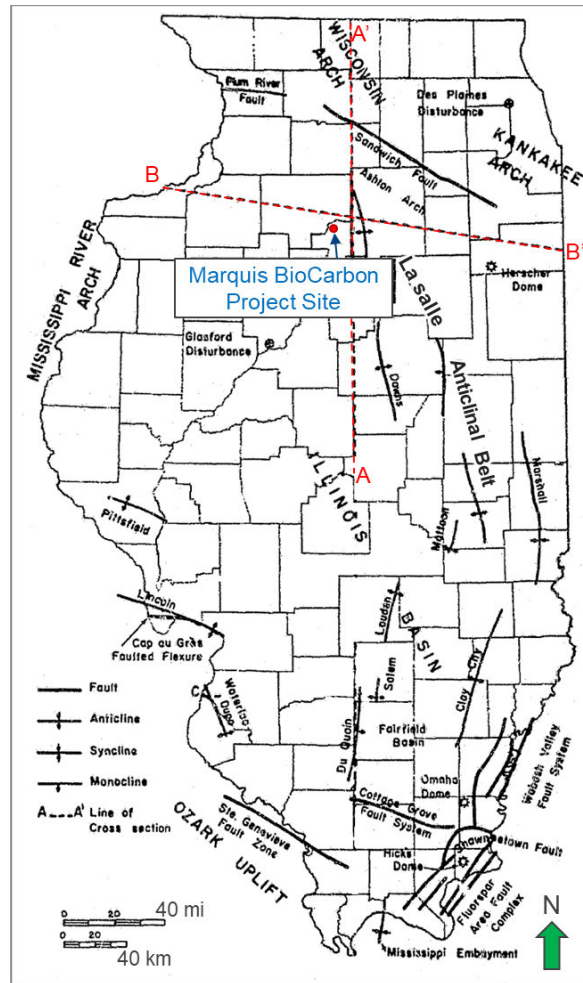 A'
WISCONSIN
ARCH
Plum River
Fault
Des Plaines
Disturbance
KANKAKEE
ARCH
Sandwich Fault
Ashton Arch
B
B'
Marquis BioCarbon
Project Site
Herscher
Dome
MISSISSIPPI RIVER
ARCH
Lasalle
Anticlinal Belt
Glasford
Disturbance
Downs
A
ILLINOIS
BASIN
Marshall
Mattoon
Pittsfield
Lincoln
Cap au Grès
Faulted Flexure
Louden
Clay City
Salem
Waterloo
Dupo
Fairfield
Basin
Du Quoin
Omaha
Dome
Wabash Valley
Fault System
Cottage Grove
Fault System
Ste. Genevieve
Fault Zone
OZARK UPLIFT
Shawneetown Fault
Hicks
Dome
Fluorspar
Area Fault
Complex
Mississippi Embayment
Fault
Anticline
Syncline
Monocline
A---A' Line of
Cross section
0 20 40 mi
0 20 40 km
N